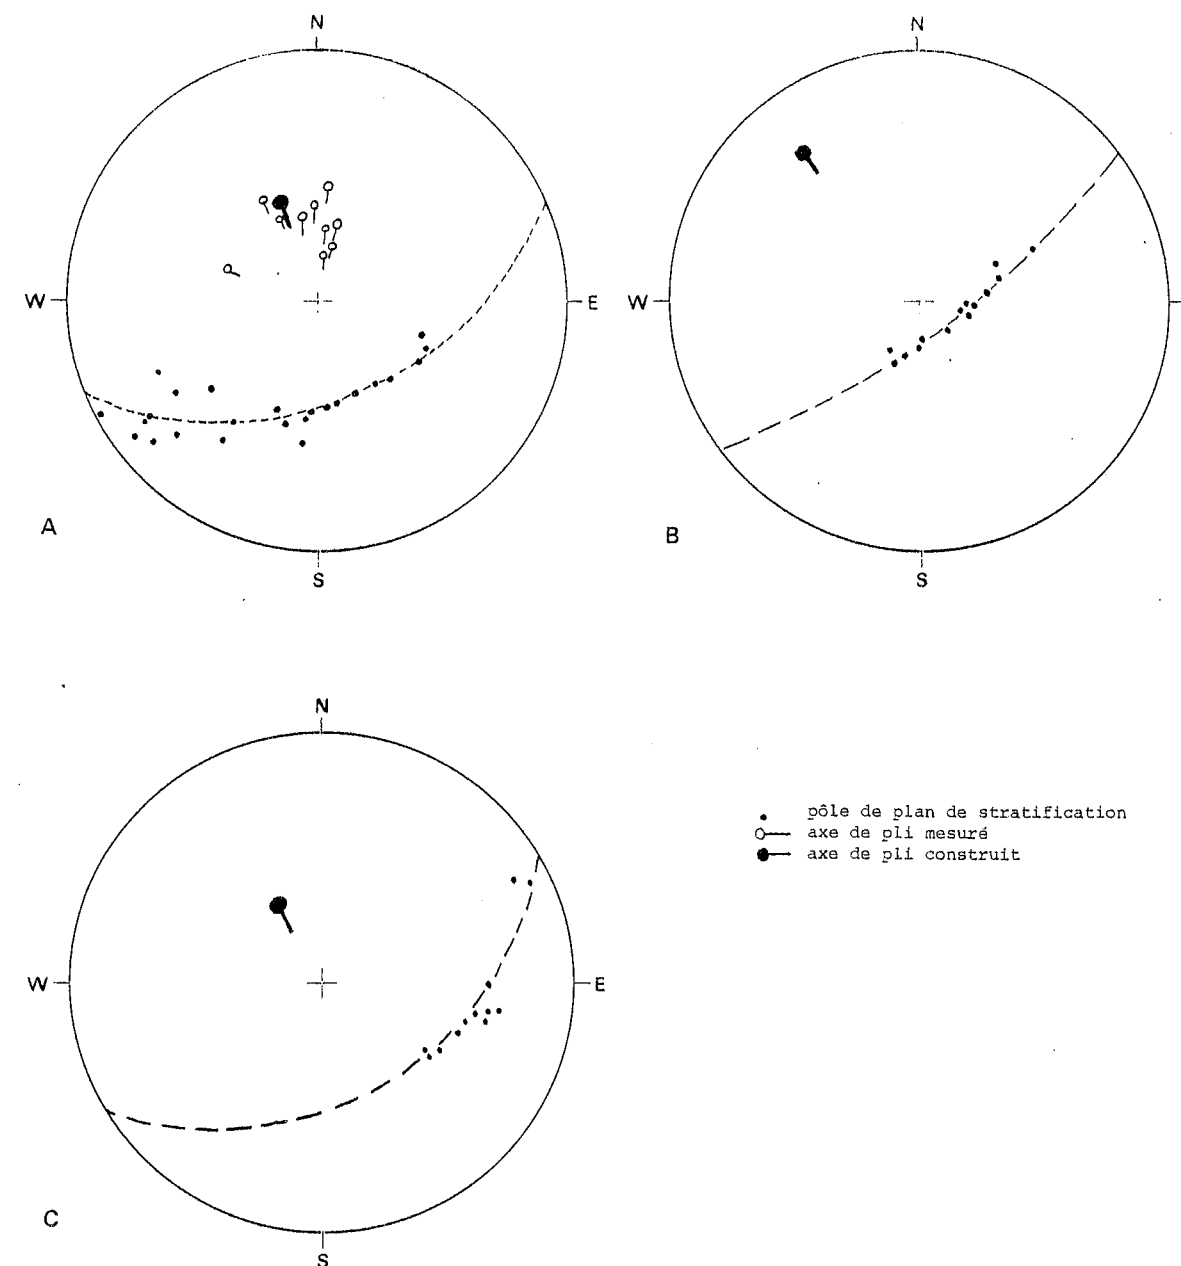 N
N
W
E
W
A
B
S
S
N
pôle de plan de stratification
axe de pli mesuré
axe de pli construit
W
E
C
S